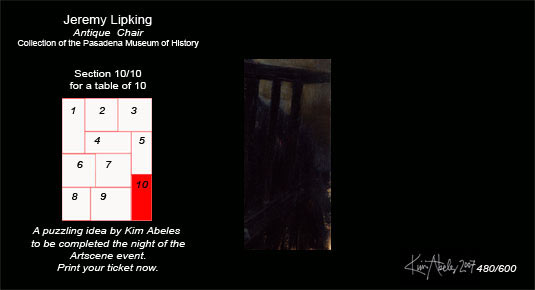 Jeremy Lipking
Antique Chair
Collection of the Pasadena Museum of History
Section 10/10
for a table of 10
1 2 3
4 5
6 7
10
8 9
A puzzling idea by Kim Abeles
to be completed the night of the
Artscene event.
Print your ticket now.
Kim Abeles 2007 480/600